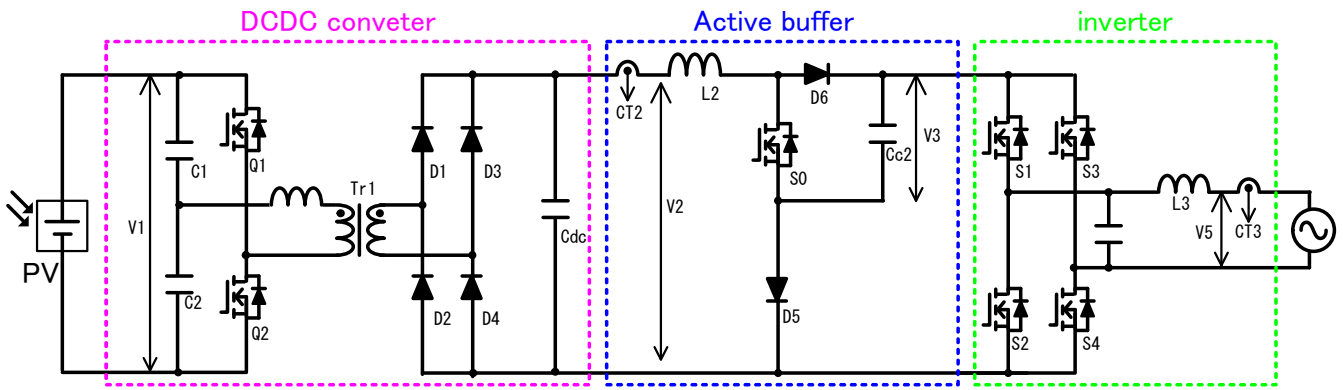 DCDC conveter
Active buffer
inverter
PV
V1
C1
C2
Q1
Q2
Tr1
D1
D3
D2
D4
Cdc
CT2
L2
V2
D6
S0
Cc2
V3
D5
S1
S3
S2
S4
L3
V5
CT3